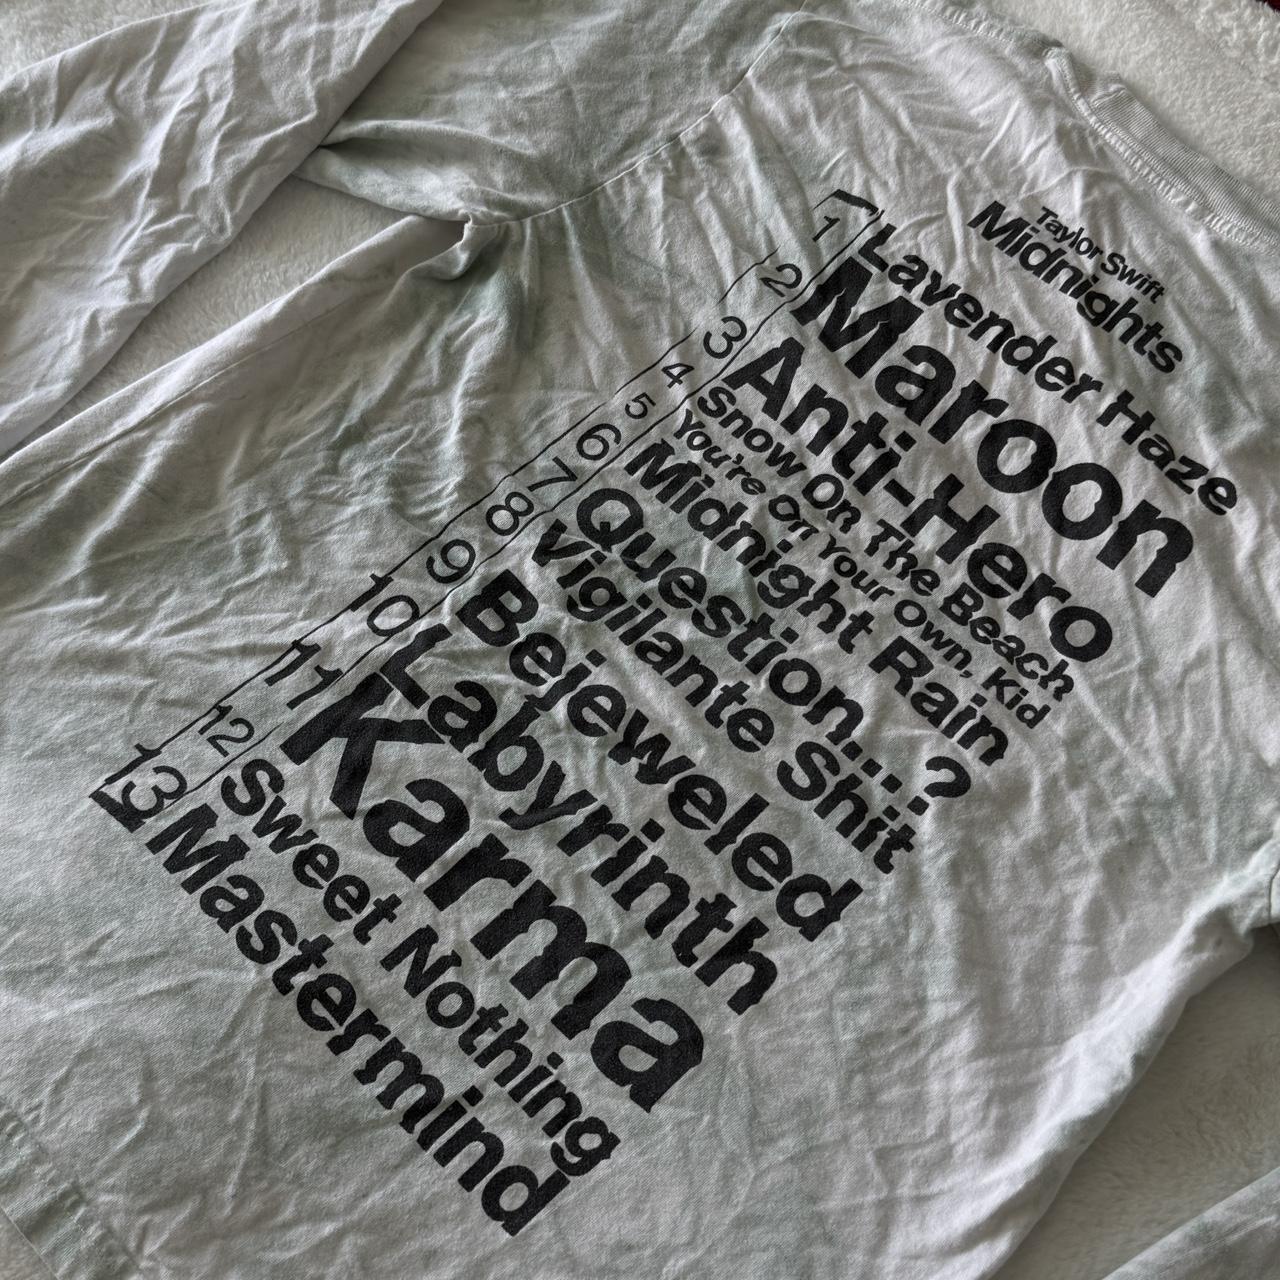 Taylor Swift
Midnights
1 Lavender Haze
2 Maroon
3 Anti-Hero
4 Snow On The Beach
5 You're On Your Own, Kid
6 Midnight Rain
7 Question...?
8 Vigilante Shit
9 Bejeweled
10 Labyrinth
11 Karma
12 Sweet Nothing
13 Mastermind